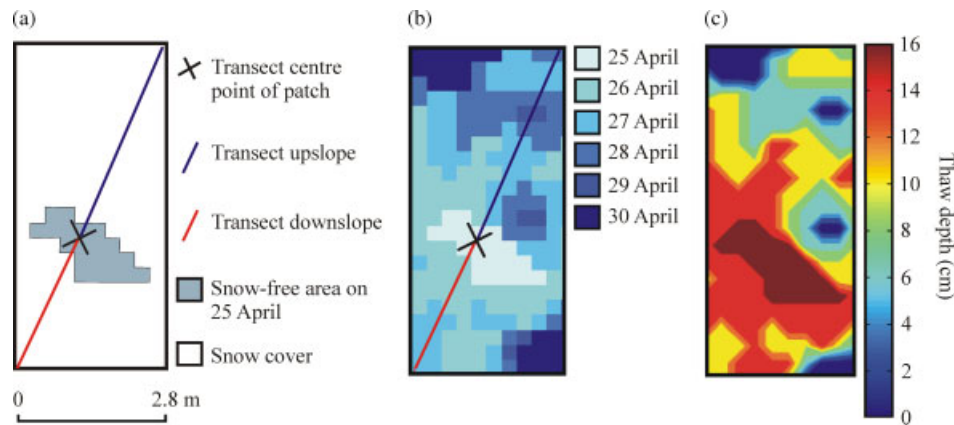 (a)
Transect centre
point of patch
Transect upslope
Transect downslope
Snow-free area on
25 April
Snow cover
0
2.8 m
(b)
25 April
26 April
27 April
28 April
29 April
30 April
(c)
16
14
12
10
8
6
4
2
0
Thaw depth (cm)